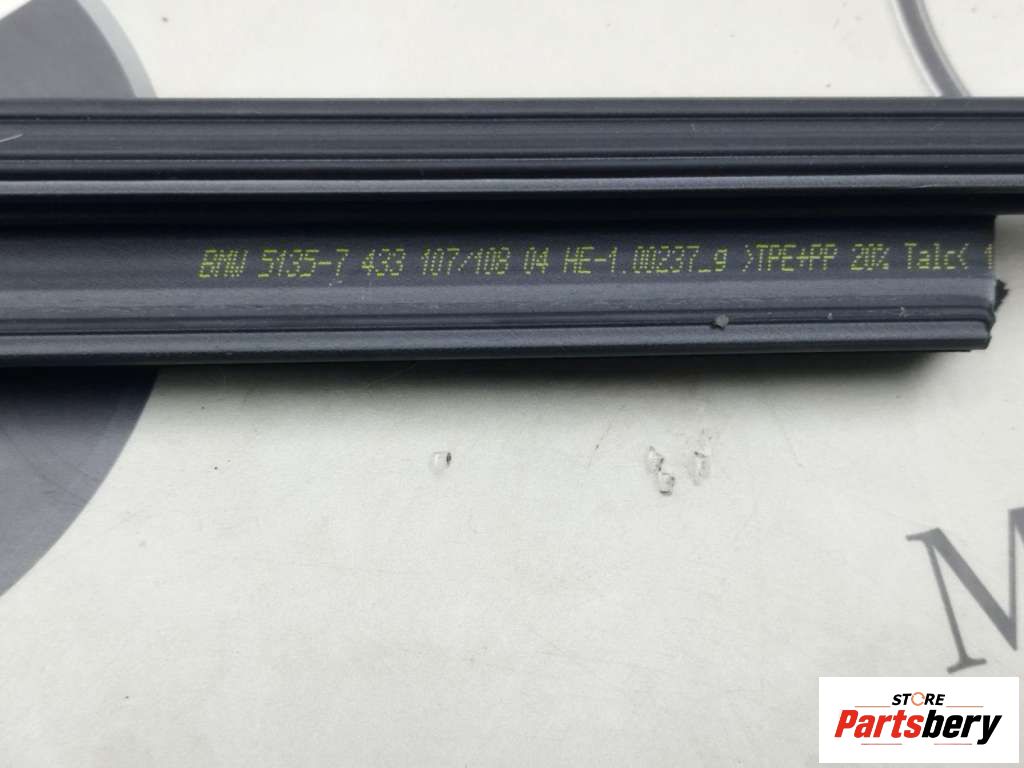 BMW 5135-7 433 107/108 04 HE-1.00237_g >TPE+PP 20% Talc<
M
STORE
Partsbery